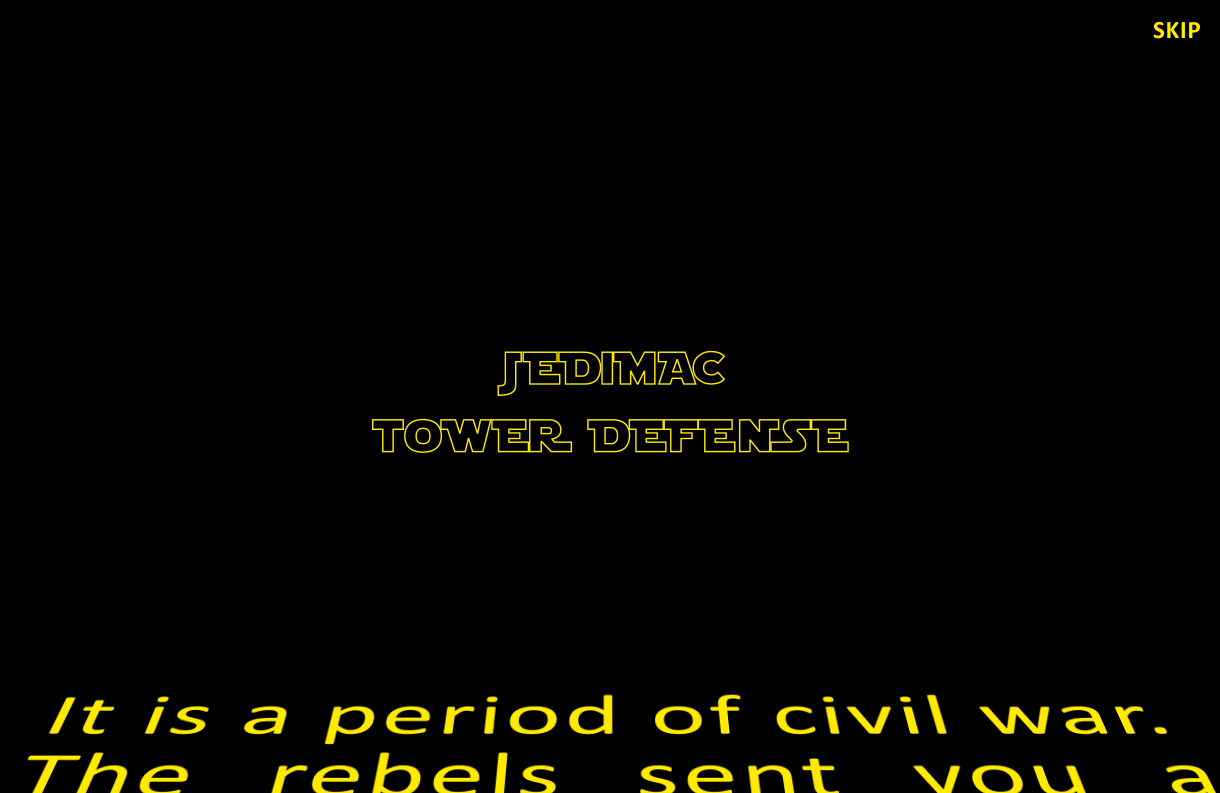 SKIP
JEDIMAC
TOWER DEFENSE
It is a period of civil war.
The rebels sent you a